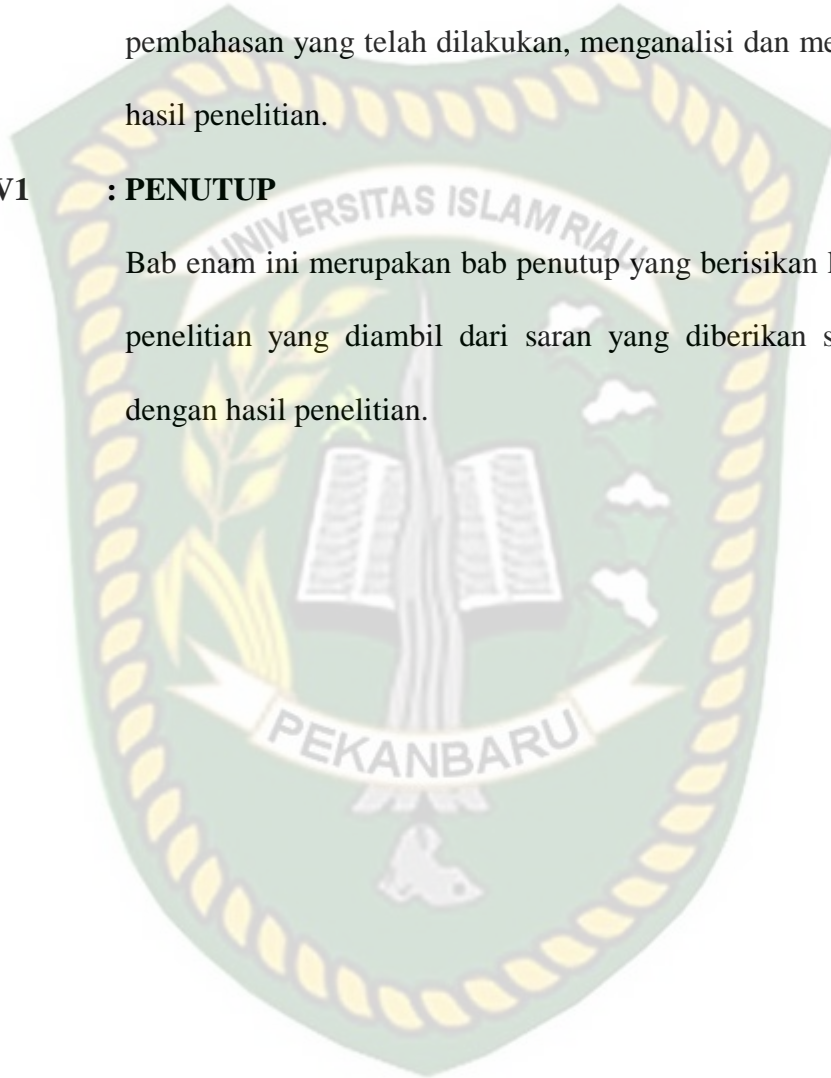 pembahasan yang telah dilakukan, menganalisi dan me
hasil penelitian.
V1 : PENUTUP
UNIVERSITAS ISLAM RIAU
Bab enam ini merupakan bab penutup yang berisikan
penelitian yang diambil dari saran yang diberikan s
dengan hasil penelitian.
PEKANBARU